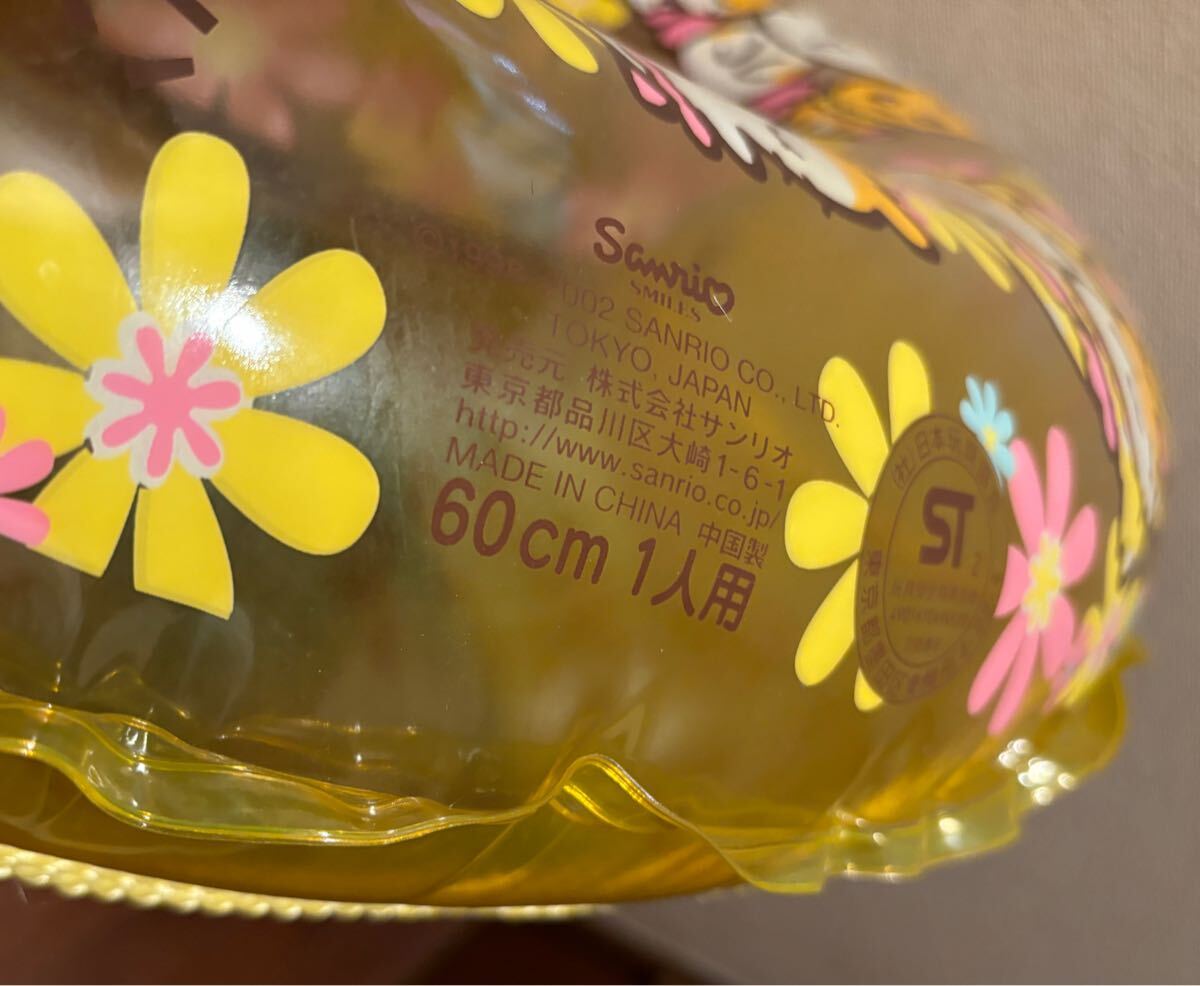 Sanrio
SMILES
2002 SANRIO CO., LTD.
TOKYO, JAPAN
発売元 株式会社サンリオ
東京都品川区大崎1-6-1
http://www.sanrio.co.jp/
MADE IN CHINA 中国製
60cm 1人用
ST